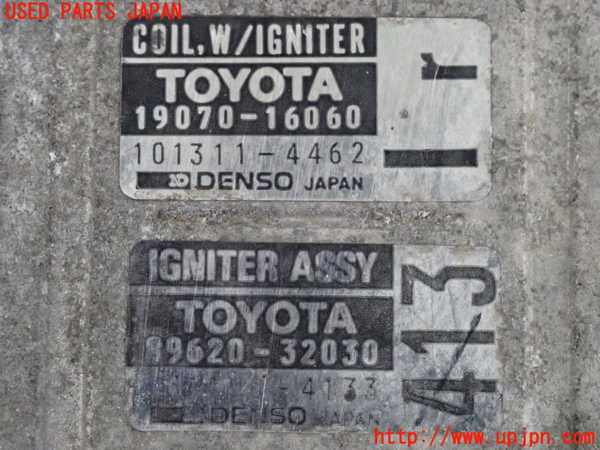 USED PARTS JAPAN
COIL, W/IGNITER
TOYOTA
19070-16060
101311-4462
DENSO JAPAN
IGNITER ASSY
TOYOTA
89620-32030
-4133
DENSO JAPAN
413
http://www.upjpn.com/